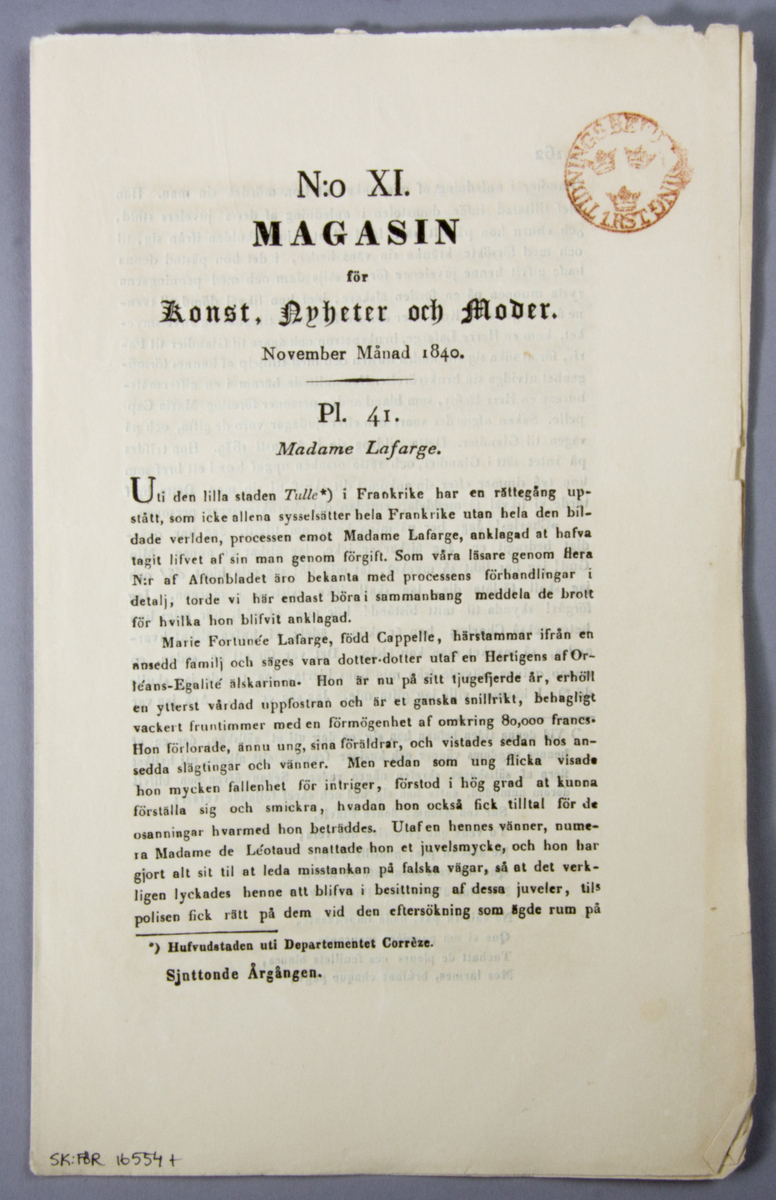 N:o XI.
MAGASIN
för
Konst, Nyheter och Moder.
November Månad 1840.
Pl. 41.
Madame Lafarge.
Uti den lilla staden Tulle*) i Frankrike har en rättegång up-
stått, som icke allena sysselsätter hela Frankrike utan hela den bil-
dade verlden, processen emot Madame Lafarge, anklagad at hafva
tagit lifvet af sin man genom förgift. Som våra läsare genom flera
N:r af Aftonbladet äro bekanta med processens förhandlingar i
detalj, torde vi här endast böra i sammanhang meddela de brott
för hvilka hon blifvit anklagad.
Marie Fortunée Lafarge, född Cappelle, härstammar ifrån en
ansedd familj och säges vara dotter-dotter utaf en Hertigens af Or-
léans-Egalité älskarinna. Hon är nu på sitt tjugefjerde år, erhöll
en ytterst vårdad uppfostran och är et ganska snillrikt, behagligt
vackert fruntimmer med en förmögenhet af omkring 80,000 francs.
Hon förlorade, ännu ung, sina föräldrar, och vistades sedan hos an-
sedda slägtingar och vänner. Men redan som ung flicka visade
hon mycken fallenhet för intriger, förstod i hög grad at kunna
förställa sig och smickra, hvadan hon också fick tilltal för de
osanningar hvarmed hon beträddes. Utaf en hennes vänner, nume-
ra Madame de Léotaud snattade hon et juvelsmycke, och hon har
gjort alt sit til at leda misstankan på falska vägar, så at det verk-
ligen lyckades henne att blifva i besittning af dessa juveler, tils
polisen fick rätt på dem vid den eftersökning som ägde rum på
*) Hufvudstaden uti Departementet Corrèze.
Sjnttonde Årgången.
SK:FBR 16554+